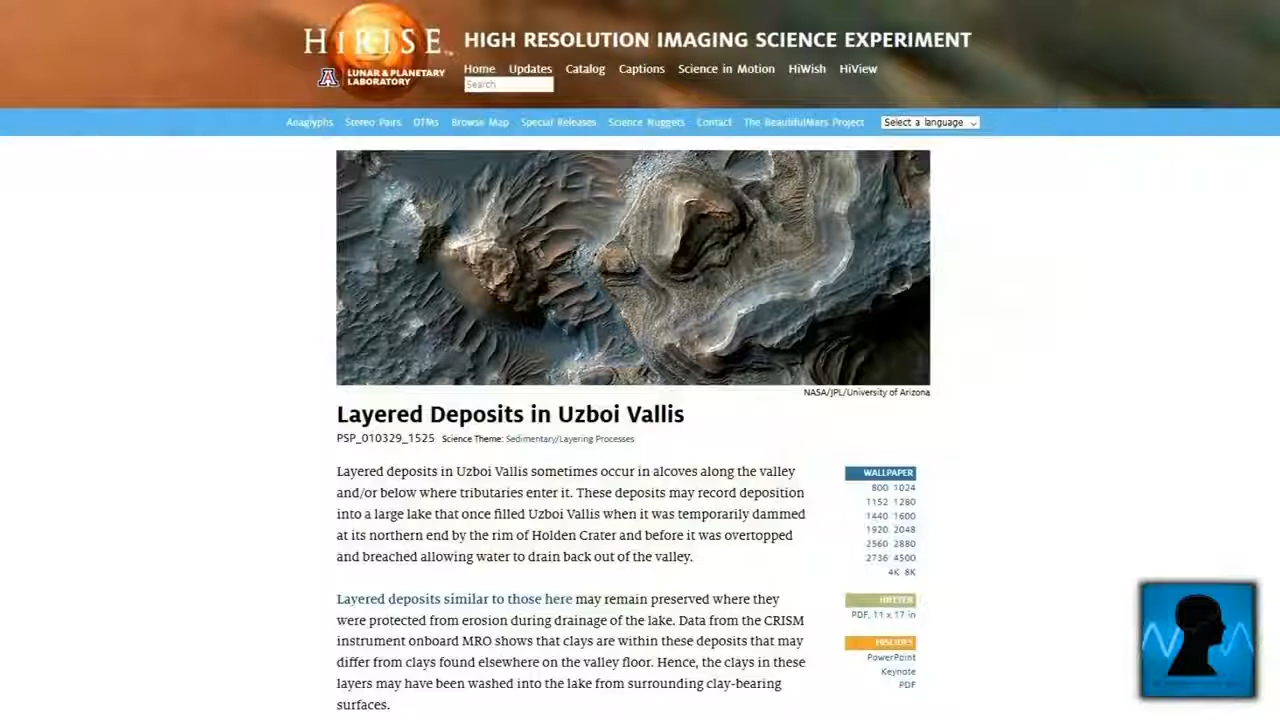 HiRISE™
LUNAR & PLANETARY
LABORATORY
HIGH RESOLUTION IMAGING SCIENCE EXPERIMENT
Home Updates Catalog Captions Science in Motion HiWish HiView
Search
Anaglyphs Stereo Pairs DTMs Browse Map Special Releases Science Nuggets Contact The BeautifulMars Project Select a language
NASA/JPL/University of Arizona
Layered Deposits in Uzboi Vallis
PSP_010329_1525 Science Theme: Sedimentary/Layering Processes
Layered deposits in Uzboi Vallis sometimes occur in alcoves along the valley
and/or below where tributaries enter it. These deposits may record deposition
into a large lake that once filled Uzboi Vallis when it was temporarily dammed
at its northern end by the rim of Holden Crater and before it was overtopped
and breached allowing water to drain back out of the valley.
Layered deposits similar to those here may remain preserved where they
were protected from erosion during drainage of the lake. Data from the CRISM
instrument onboard MRO shows that clays are within these deposits that may
differ from clays found elsewhere on the valley floor. Hence, the clays in these
layers may have been washed into the lake from surrounding clay-bearing
surfaces.
WALLPAPER
800 1024
1152 1280
1440 1600
1920 2048
2560 2880
2736 4500
4K 8K
HIFLYER
PDF, 11 x 17 in
HISLIDES
PowerPoint
Keynote
PDF